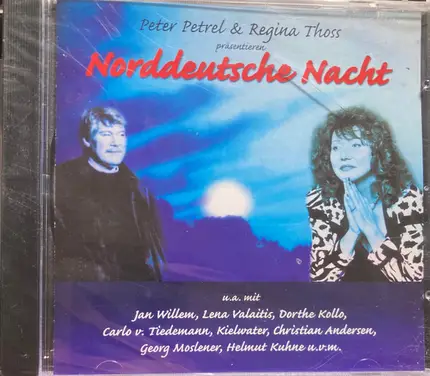 Peter Petrel & Regina Thoss
präsentieren
Norddeutsche Nacht
u.a. mit
Jan Willem, Lena Valaitis, Dorthe Kollo,
Carlo v. Tiedemann, Kielwater, Christian Andersen,
Georg Moslener, Helmut Kuhne u.v.m.